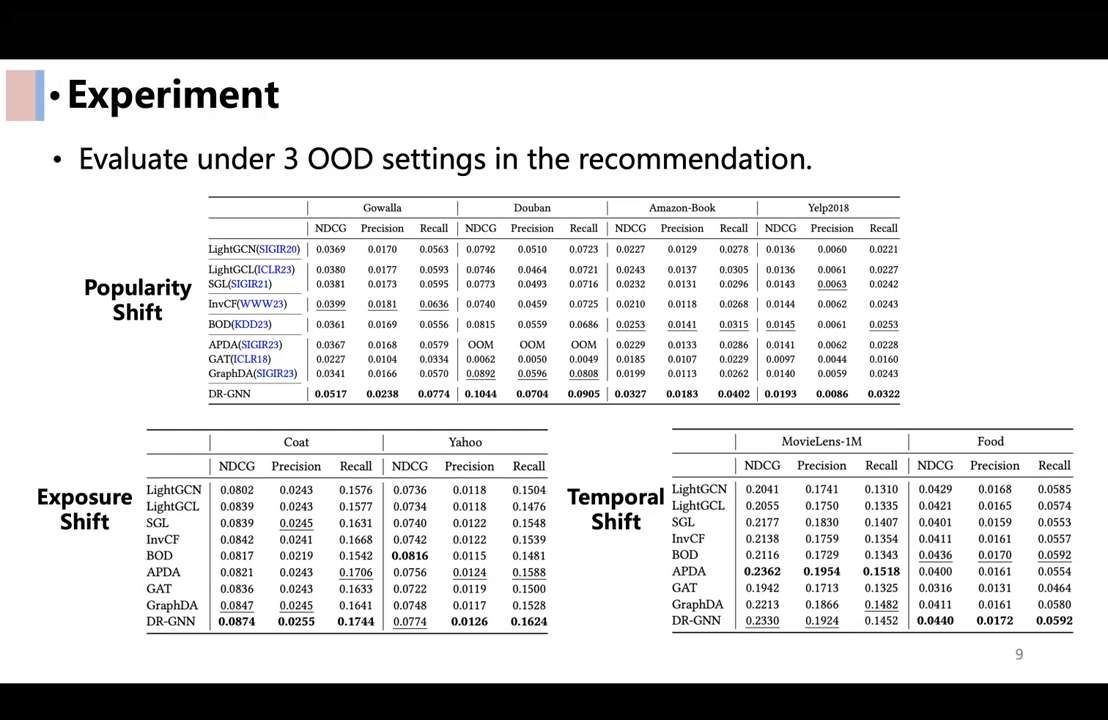 • Experiment
• Evaluate under 3 OOD settings in the recommendation.
Popularity
Shift
Gowalla Douban Amazon-Book Yelp2018
NDCG Precision Recall NDCG Precision Recall NDCG Precision Recall NDCG Precision Recall
LightGCN(SIGIR20) 0.0369 0.0170 0.0563 0.0792 0.0510 0.0723 0.0227 0.0129 0.0278 0.0136 0.0060 0.0221
LightGCL(ICLR23) 0.0380 0.0177 0.0593 0.0746 0.0464 0.0721 0.0243 0.0137 0.0305 0.0136 0.0061 0.0227
SGL(SIGIR21) 0.0381 0.0173 0.0595 0.0773 0.0493 0.0716 0.0232 0.0131 0.0296 0.0143 0.0063 0.0242
InvCF(WWW23) 0.0399 0.0181 0.0636 0.0740 0.0459 0.0725 0.0210 0.0118 0.0268 0.0144 0.0062 0.0243
BOD(KDD23) 0.0361 0.0169 0.0556 0.0815 0.0559 0.0686 0.0253 0.0141 0.0315 0.0145 0.0061 0.0253
APDA(SIGIR23) 0.0367 0.0168 0.0579 OOM OOM OOM 0.0229 0.0133 0.0286 0.0141 0.0062 0.0228
GAT(ICLR18) 0.0227 0.0104 0.0334 0.0062 0.0050 0.0049 0.0185 0.0107 0.0229 0.0097 0.0044 0.0160
GraphDA(SIGIR23) 0.0341 0.0166 0.0570 0.0892 0.0596 0.0808 0.0199 0.0113 0.0262 0.0140 0.0059 0.0243
DR-GNN 0.0517 0.0238 0.0774 0.1044 0.0704 0.0905 0.0327 0.0183 0.0402 0.0193 0.0086 0.0322
Exposure
Shift
Coat Yahoo
NDCG Precision Recall NDCG Precision Recall
LightGCN 0.0802 0.0243 0.1576 0.0736 0.0118 0.1504
LightGCL 0.0839 0.0243 0.1577 0.0734 0.0118 0.1476
SGL 0.0839 0.0245 0.1631 0.0740 0.0122 0.1548
InvCF 0.0842 0.0241 0.1668 0.0742 0.0122 0.1539
BOD 0.0817 0.0219 0.1542 0.0816 0.0115 0.1481
APDA 0.0821 0.0243 0.1706 0.0756 0.0124 0.1588
GAT 0.0836 0.0243 0.1633 0.0722 0.0119 0.1500
GraphDA 0.0847 0.0245 0.1641 0.0748 0.0117 0.1528
DR-GNN 0.0874 0.0255 0.1744 0.0774 0.0126 0.1624
Temporal
Shift
MovieLens-1M Food
NDCG Precision Recall NDCG Precision Recall
LightGCN 0.2041 0.1741 0.1310 0.0429 0.0168 0.0585
LightGCL 0.2055 0.1750 0.1335 0.0421 0.0165 0.0574
SGL 0.2177 0.1830 0.1407 0.0401 0.0159 0.0553
InvCF 0.2138 0.1759 0.1354 0.0411 0.0161 0.0557
BOD 0.2116 0.1729 0.1343 0.0436 0.0170 0.0592
APDA 0.2362 0.1954 0.1518 0.0400 0.0161 0.0554
GAT 0.1942 0.1713 0.1325 0.0316 0.0131 0.0464
GraphDA 0.2213 0.1866 0.1482 0.0411 0.0161 0.0580
DR-GNN 0.2330 0.1924 0.1452 0.0440 0.0172 0.0592
9